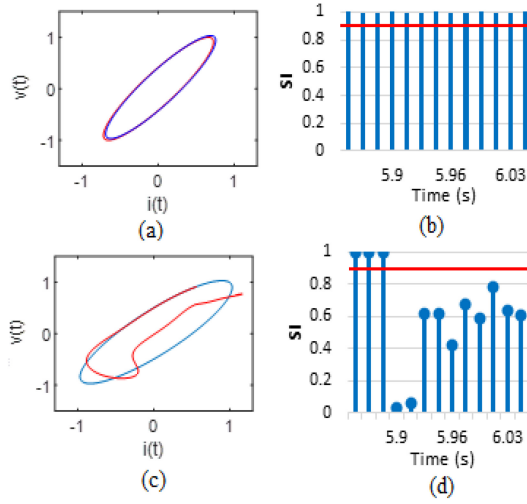 1
0
-1
v(t)
-1 0 1
i(t)
(a)
1
0.8
0.6
0.4
0.2
0
SI
5.9 5.96 6.03
Time (s)
(b)
1
0
-1
v(t)
-1 0 1
i(t)
(c)
1
0.8
0.6
0.4
0.2
0
SI
5.9 5.96 6.03
Time (s)
(d)